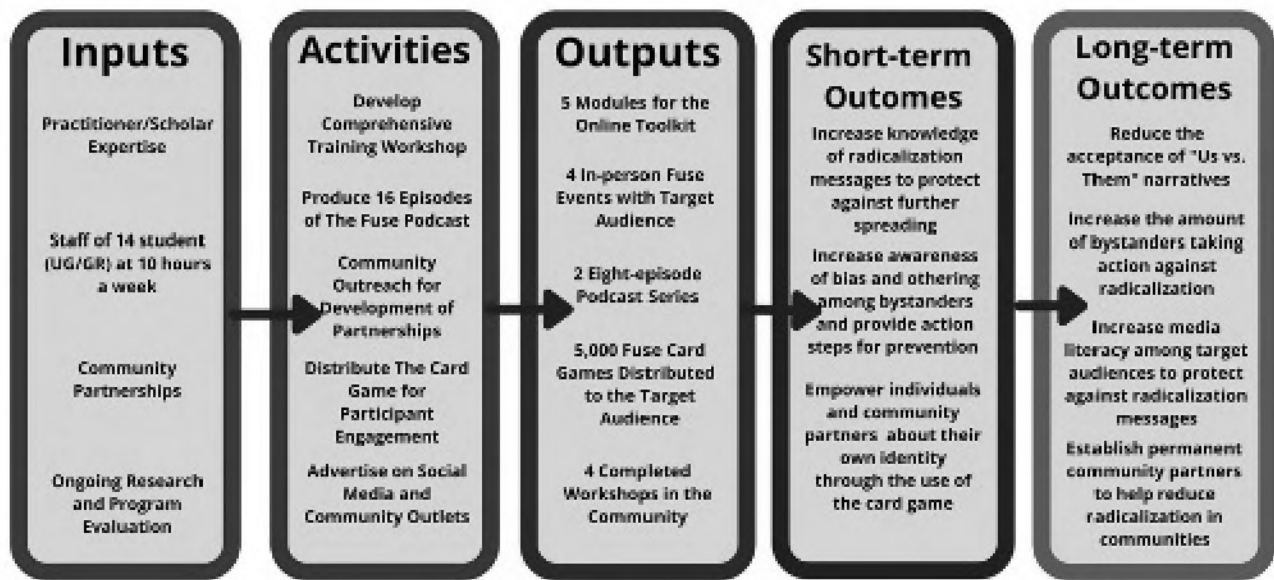 Inputs
Practitioner/Scholar
Expertise
Staff of 14 student
(UG/GR) at 10 hours
a week
Community
Partnerships
Ongoing Research
and Program
Evaluation
Activities
Develop
Comprehensive
Training Workshop
Produce 16 Episodes
of The Fuse Podcast
Community
Outreach for
Development of
Partnerships
Distribute The Card
Game for
Participant
Engagement
Advertise on Social
Media and
Community Outlets
Outputs
5 Modules for the
Online Toolkit
4 In-person Fuse
Events with Target
Audience
2 Eight-episode
Podcast Series
5,000 Fuse Card
Games Distributed
to the Target
Audience
4 Completed
Workshops in the
Community
Short-term
Outomes
Increase knowledge
of radicalization
messages to protect
against further
spreading
Increase awareness
of bias and othering
among bystanders
and provide action
steps for prevention
Empower individuals
and community
partners about their
own identity
through the use of
the card game
Long-term
Outcomes
Reduce the
acceptance of "Us vs.
Them" narratives
Increase the amount
of bystanders taking
action against
radicalization
Increase media
literacy among target
audiences to protect
against radicalization
messages
Establish permanent
community partners
to help reduce
radicalization in
communities